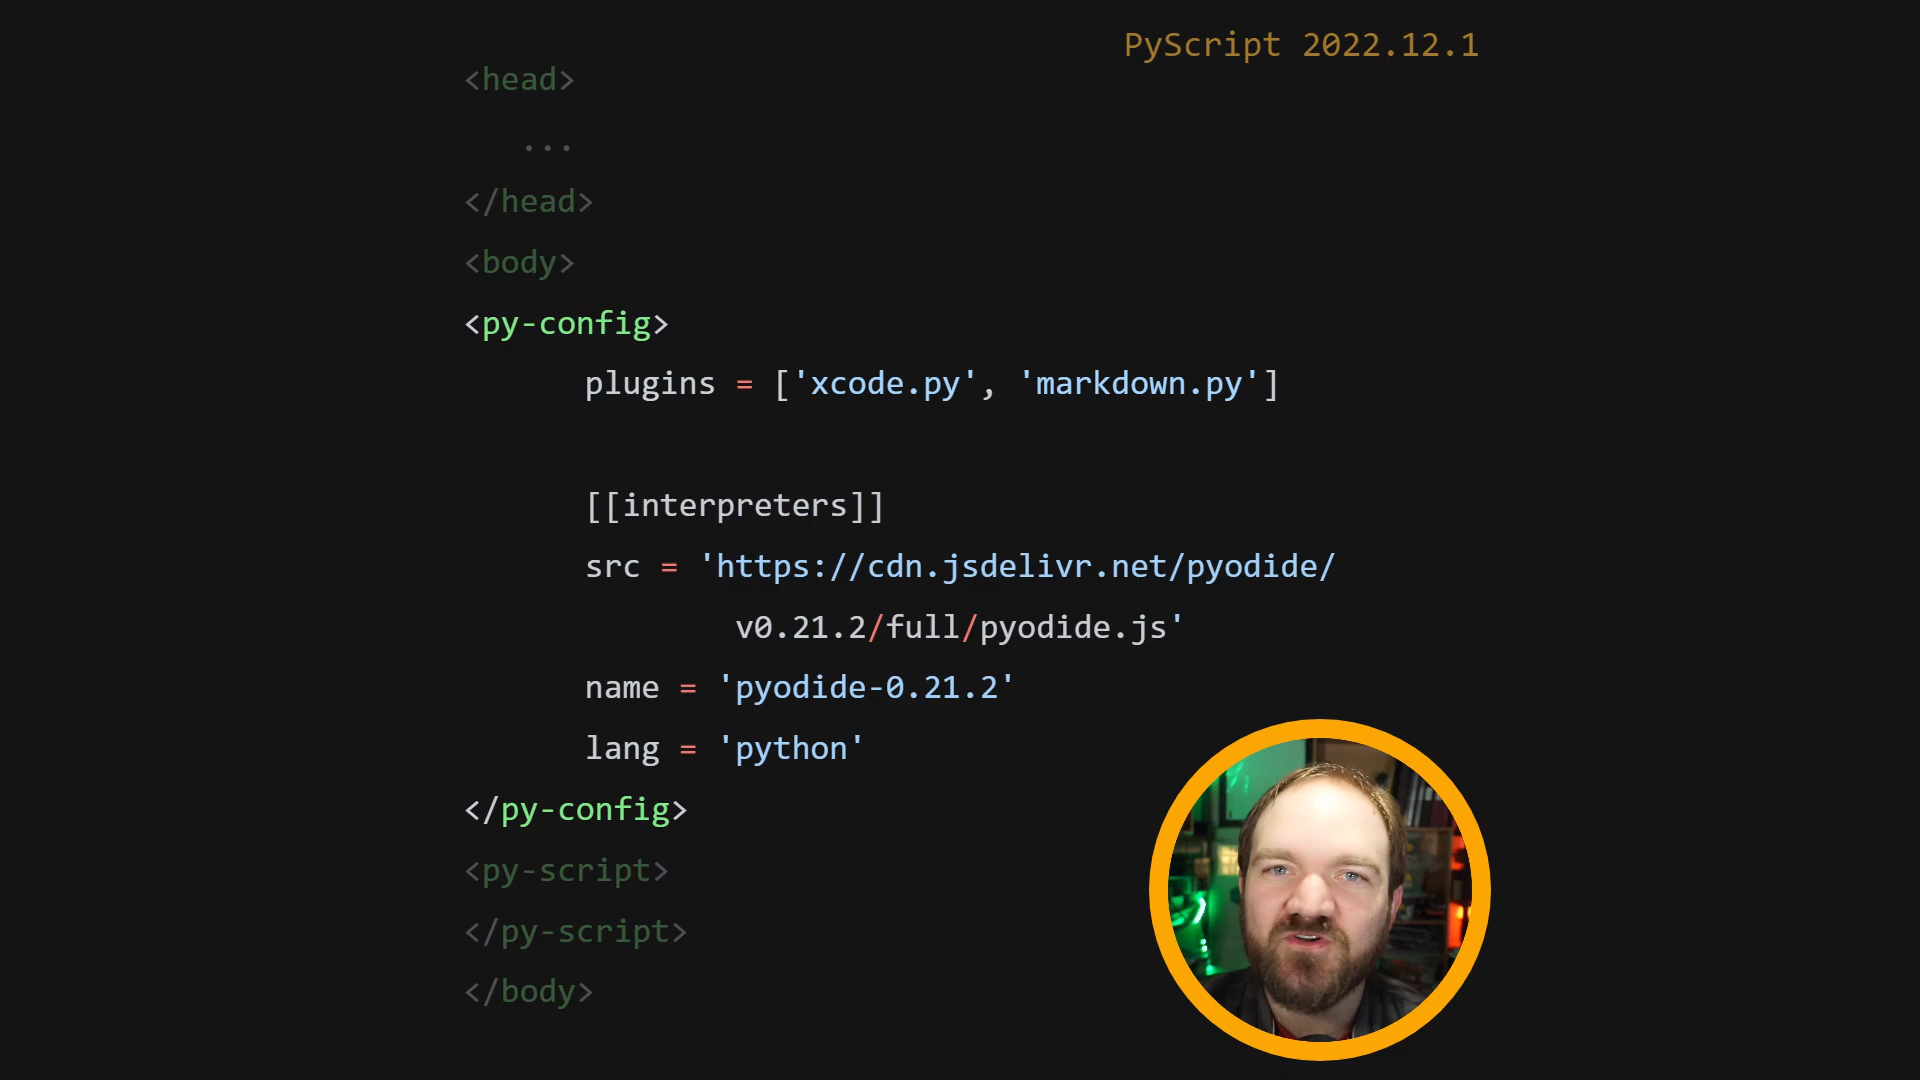 PyScript 2022.12.1
<head>
...
</head>
<body>
<py-config>
plugins = ['xcode.py', 'markdown.py']
[[interpreters]]
src = 'https://cdn.jsdelivr.net/pyodide/
v0.21.2/full/pyodide.js'
name = 'pyodide-0.21.2'
lang = 'python'
</py-config>
<py-script>
</py-script>
</body>